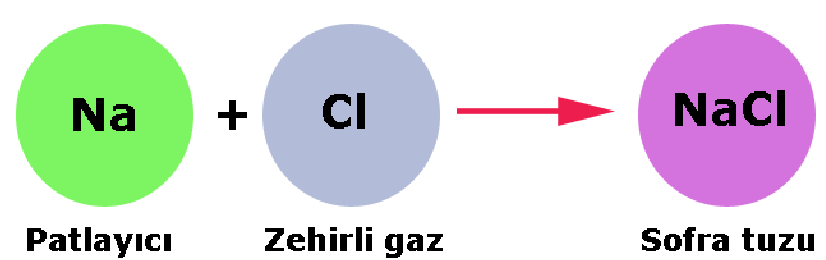 Na + Cl NaCl
Patlayıcı Zehirli gaz Sofra tuzu